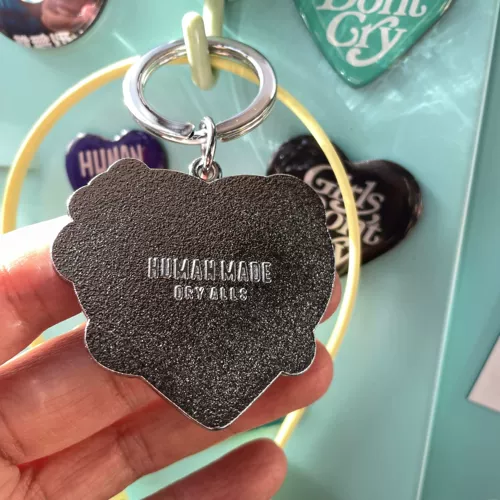 Don't
Cry
HUMAN
Girls
Don't
HUMAN MADE
DRY ALLS